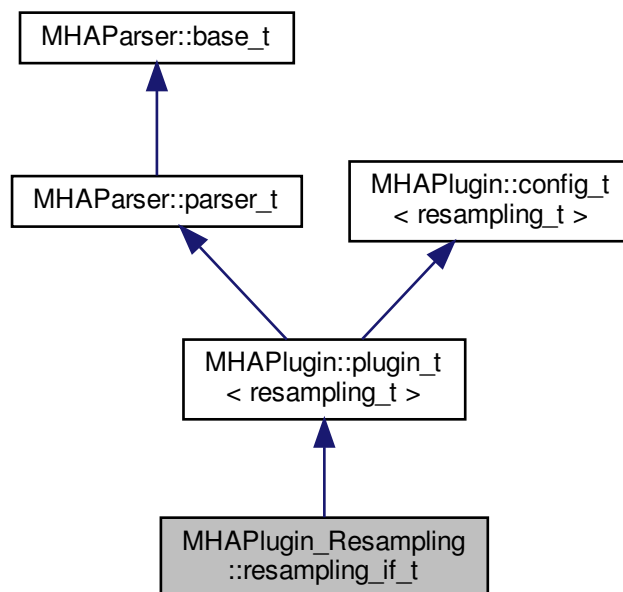 MHAParser::base_t
MHAParser::parser_t
MHAPlugin::config_t
< resampling_t >
MHAPlugin::plugin_t
< resampling_t >
MHAPlugin_Resampling
::resampling_if_t